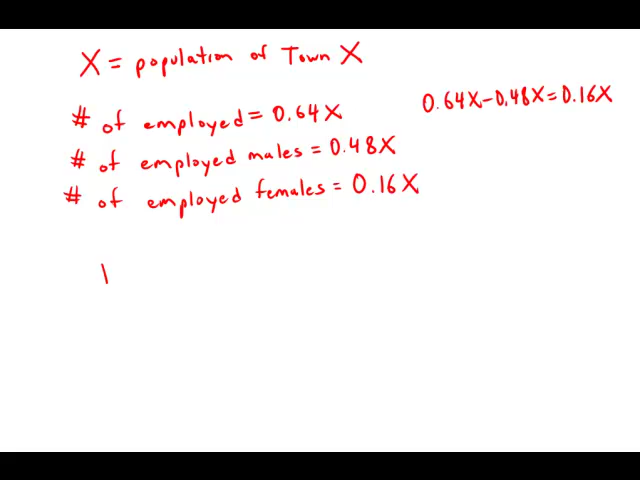 X = population of Town X
# of employed = 0.64X
0.64X-0.48X=0.16X
# of employed males = 0.48X
# of employed females = 0.16X